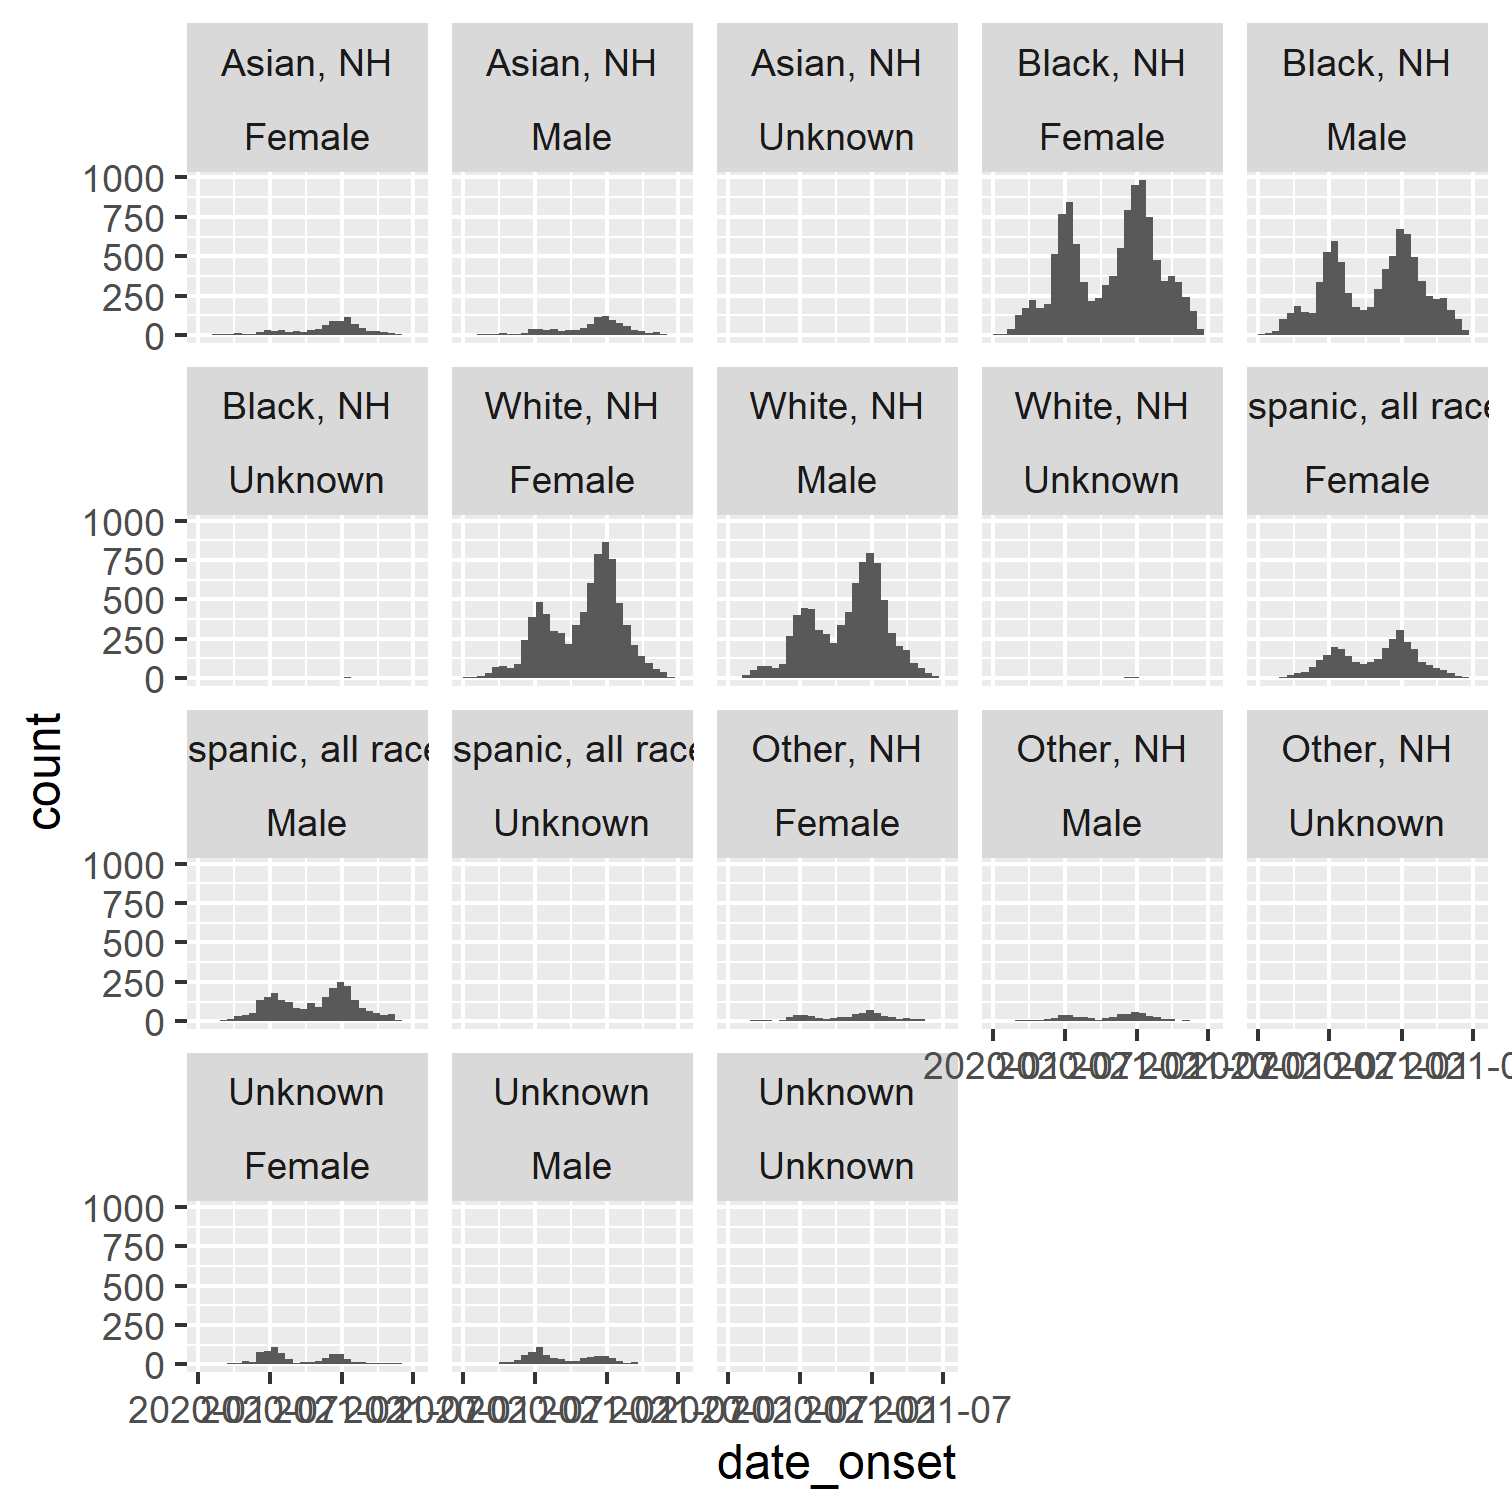 Asian, NH Asian, NH Asian, NH Black, NH Black, NH
Female Male Unknown Female Male
1000
750
500
250
0
Black, NH White, NH White, NH White, NH spanic, all race
Unknown Female Male Unknown Female
1000
750
500
250
0
count
spanic, all race spanic, all race Other, NH Other, NH Other, NH
Male Unknown Female Male Unknown
1000
750
500
250
0
Unknown Unknown Unknown
Female Male Unknown
1000
750
500
250
0
date_onset